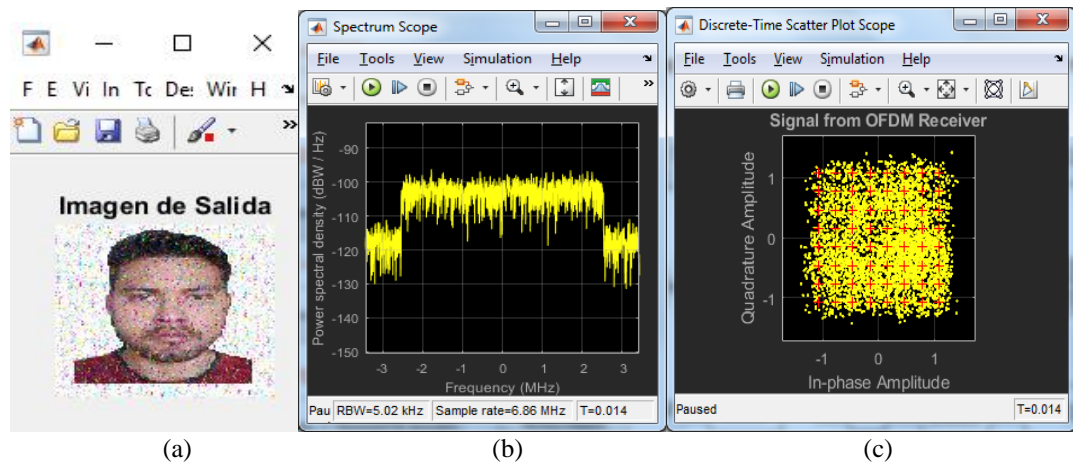 F E Vi In Tc De: Wir H
»
Imagen de Salida
(a)
Spectrum Scope
File Tools View Simulation Help
»
Power spectral density (dBW / Hz)
-90
-100
-110
-120
-130
-140
-150
-3 -2 -1 0 1 2 3
Frequency (MHz)
Pau RBW=5.02 kHz Sample rate=6.86 MHz T=0.014
(b)
Discrete-Time Scatter Plot Scope
File Tools View Simulation Help
Signal from OFDM Receiver
Quadrature Amplitude
1
0
-1
-1 0 1
In-phase Amplitude
Paused T=0.014
(c)